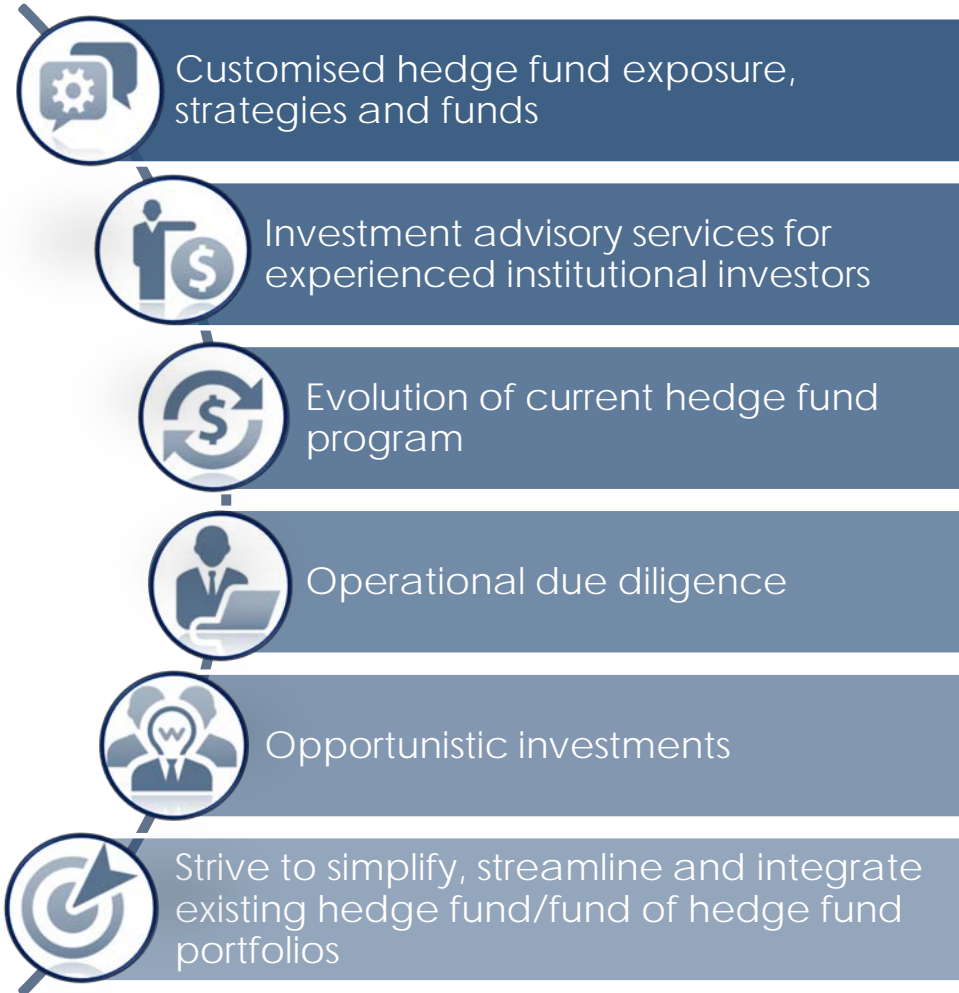 Customised hedge fund exposure,
strategies and funds
Investment advisory services for
experienced institutional investors
Evolution of current hedge fund
program
Operational due diligence
Opportunistic investments
Strive to simplify, streamline and integrate
existing hedge fund/fund of hedge fund
portfolios